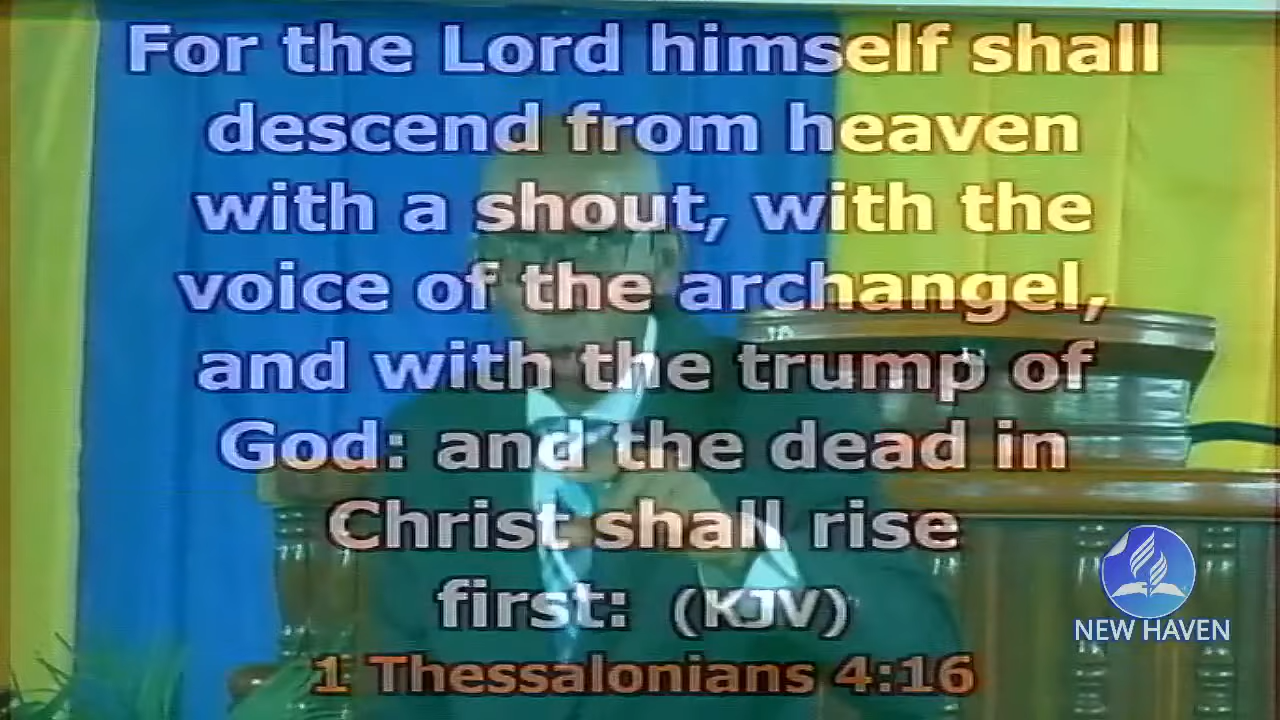 For the Lord himself shall
descend from heaven
with a shout, with the
voice of the archangel,
and with the trump of
God: and the dead in
Christ shall rise
first: (KJV)
1 Thessalonians 4:16
NEW HAVEN